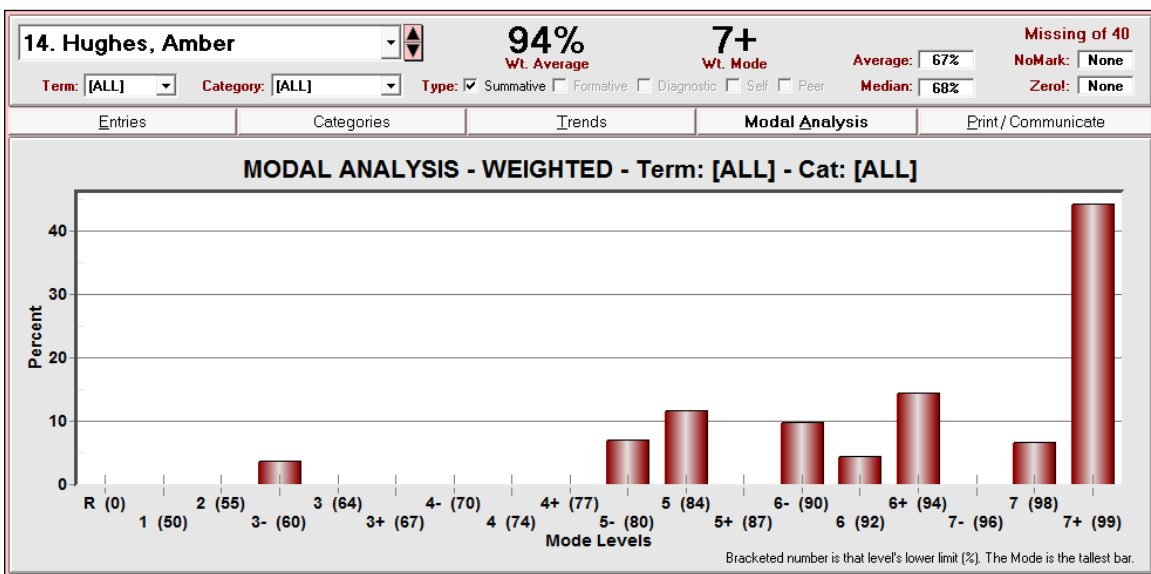 14. Hughes, Amber
94%
Wt. Average
7+
Wt. Mode
Missing of 40
Average: 67% NoMark: None
Term: [ALL] Category: [ALL] Type: Summative Formative Diagnostic Self Peer Median: 68% Zero!: None
Entries Categories Trends Modal Analysis Print / Communicate
MODAL ANALYSIS - WEIGHTED - Term: [ALL] - Cat: [ALL]
Percent
40
30
20
10
0
R (0) 2 (55) 3 (64) 4- (70) 4+ (77) 5 (84) 6- (90) 6+ (94) 7 (98)
1 (50) 3- (60) 3+ (67) 4 (74) 5- (80) 5+ (87) 6 (92) 7- (96) 7+ (99)
Mode Levels
Bracketed number is that level's lower limit (%). The Mode is the tallest bar.